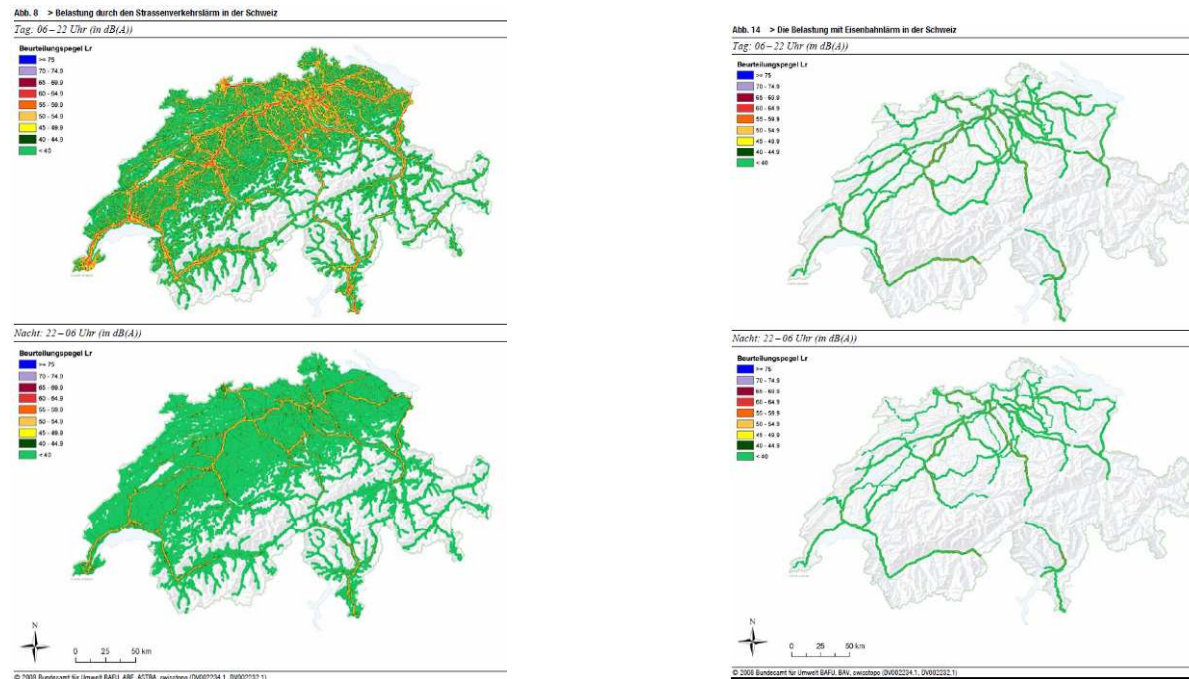 Abb. 8 > Belastung durch den Strassenverkehrslärm in der Schweiz
Tag: 06–22 Uhr (in dB(A))
Beurteilungspegel Lr
>= 75
70 - 74.9
65 - 69.9
60 - 64.9
55 - 59.9
50 - 54.9
45 - 49.9
40 - 44.9
< 40
Nacht: 22–06 Uhr (in dB(A))
Beurteilungspegel Lr
>= 75
70 - 74.9
65 - 69.9
60 - 64.9
55 - 59.9
50 - 54.9
45 - 49.9
40 - 44.9
< 40
N
0 25 50 km
© 2008 Bundesamt für Umwelt BAFU, ARE, ASTRA, swisstopo (DV002234.1, DV002232.1)
Abb. 14 > Die Belastung mit Eisenbahnlärm in der Schweiz
Tag: 06–22 Uhr (in dB(A))
Beurteilungspegel Lr
>= 75
70 - 74.9
65 - 69.9
60 - 64.9
55 - 59.9
50 - 54.9
45 - 49.9
40 - 44.9
< 40
Nacht: 22–06 Uhr (in dB(A))
Beurteilungspegel Lr
>= 75
70 - 74.9
65 - 69.9
60 - 64.9
55 - 59.9
50 - 54.9
45 - 49.9
40 - 44.9
< 40
N
0 25 50 km
© 2008 Bundesamt für Umwelt BAFU, BAV, swisstopo (DV002234.1, DV002232.1)